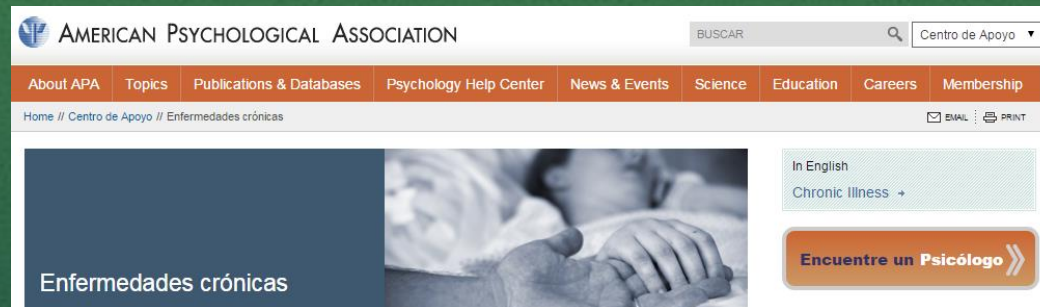 AMERICAN PSYCHOLOGICAL ASSOCIATION
BUSCAR
Centro de Apoyo
About APA Topics Publications & Databases Psychology Help Center News & Events Science Education Careers Membership
Home // Centro de Apoyo // Enfermedades crónicas
EMAIL PRINT
In English
Chronic Illness
Encuentre un Psicólogo
Enfermedades crónicas